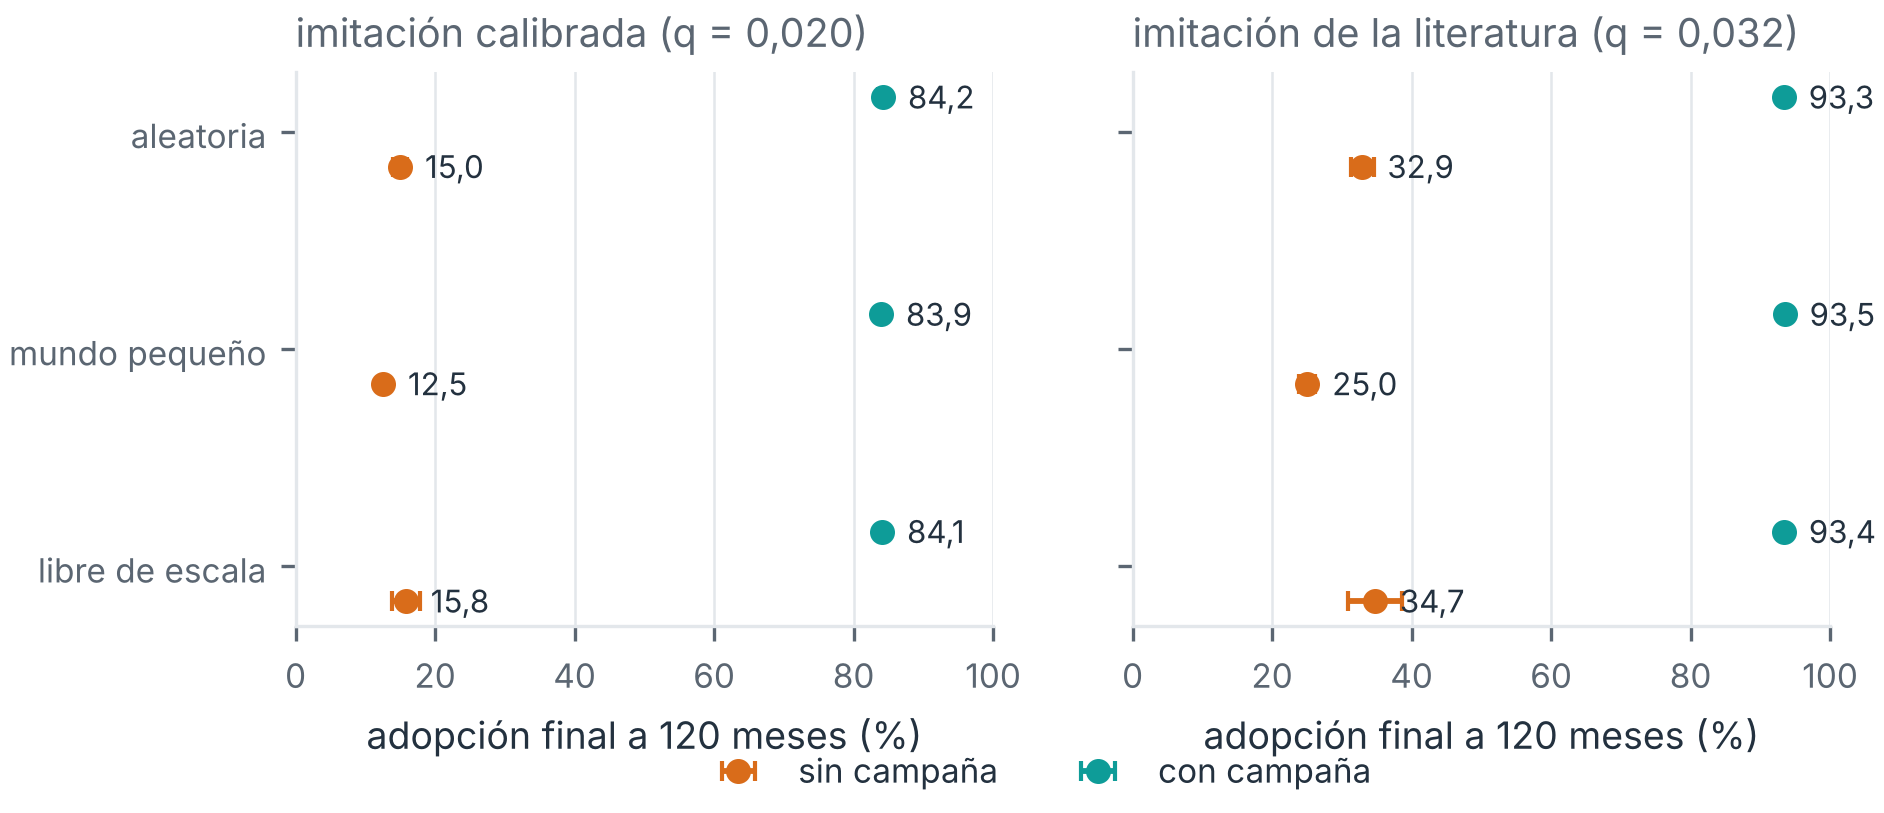 imitación calibrada (q = 0,020)
imitación de la literatura (q = 0,032)
aleatoria
84,2
15,0
93,3
32,9
mundo pequeño
83,9
12,5
93,5
25,0
libre de escala
84,1
15,8
93,4
34,7
0 20 40 60 80 100
0 20 40 60 80 100
adopción final a 120 meses (%)
adopción final a 120 meses (%)
sin campaña
con campaña